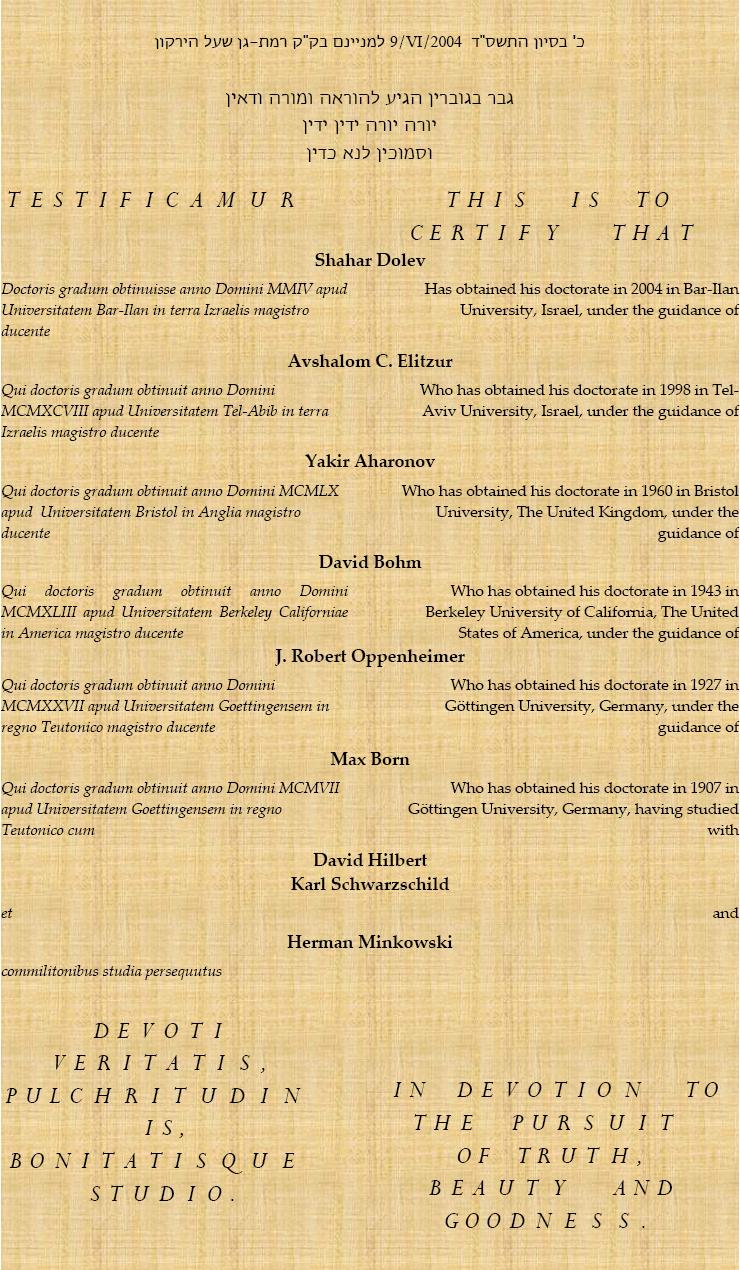 כ' בסיון התשס"ד 9/VI/2004 למניינם בק"ק רמת-גן שעל הירקון
גבר בגוברין הגיע להוראה ומורה ודאין
יורה יורה ידין ידין
וסמוכין לנא כדין
TESTIFICAMUR
THIS IS TO
CERTIFY THAT
Shahar Dolev
Doctoris gradum obtinuisse anno Domini MMIV apud
Universitatem Bar-Ilan in terra Izraelis magistro
ducente
Has obtained his doctorate in 2004 in Bar-Ilan
University, Israel, under the guidance of
Avshalom C. Elitzur
Qui doctoris gradum obtinuit anno Domini
MCMXCVIII apud Universitatem Tel-Abib in terra
Izraelis magistro ducente
Who has obtained his doctorate in 1998 in Tel-
Aviv University, Israel, under the guidance of
Yakir Aharonov
Qui doctoris gradum obtinuit anno Domini MCMLX
apud Universitatem Bristol in Anglia magistro
ducente
Who has obtained his doctorate in 1960 in Bristol
University, The United Kingdom, under the
guidance of
David Bohm
Qui doctoris gradum obtinuit anno Domini
MCMXLIII apud Universitatem Berkeley Californiae
in America magistro ducente
Who has obtained his doctorate in 1943 in
Berkeley University of California, The United
States of America, under the guidance of
J. Robert Oppenheimer
Qui doctoris gradum obtinuit anno Domini
MCMXXVII apud Universitatem Goettingensem in
regno Teutonico magistro ducente
Who has obtained his doctorate in 1927 in
Göttingen University, Germany, under the
guidance of
Max Born
Qui doctoris gradum obtinuit anno Domini MCMVII
apud Universitatem Goettingensem in regno
Teutonico cum
Who has obtained his doctorate in 1907 in
Göttingen University, Germany, having studied
with
David Hilbert
Karl Schwarzschild
et
and
Herman Minkowski
commilitonibus studia persequutus
DEVOTI
VERITATIS,
PULCHRITUDIN
IS,
BONITATISQUE
STUDIO.
IN DEVOTION TO
THE PURSUIT
OF TRUTH,
BEAUTY AND
GOODNESS.